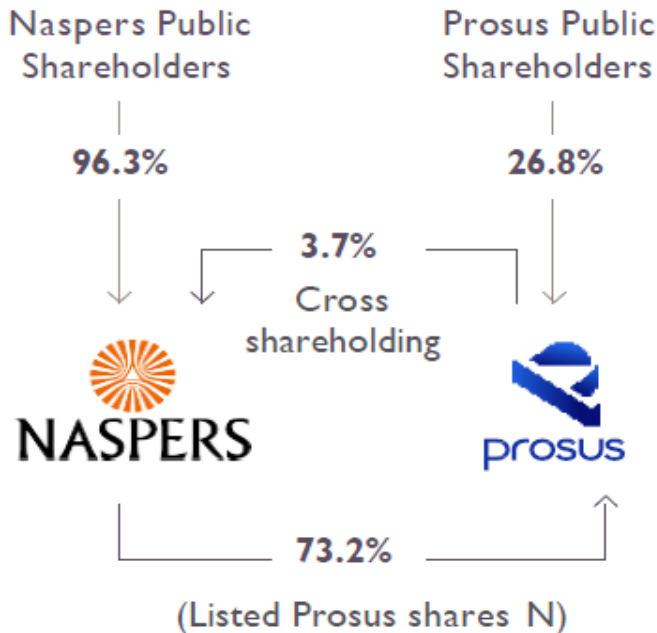 Naspers Public
Shareholders
Prosus Public
Shareholders
96.3%
26.8%
3.7%
Cross
shareholding
NASPERS
prosus
73.2%
(Listed Prosus shares N)